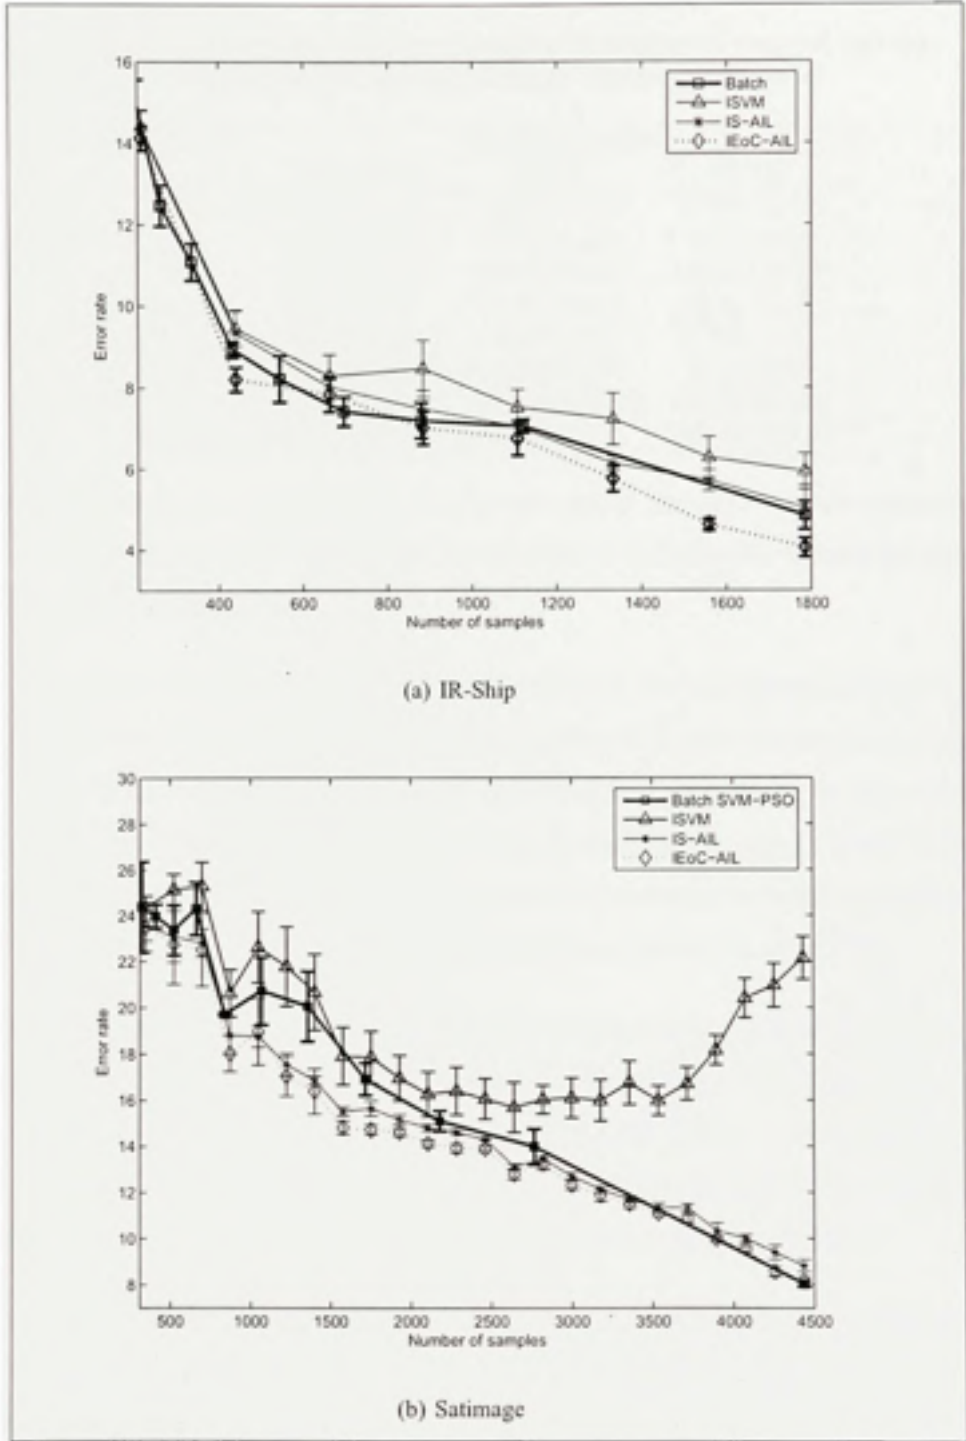 16
14
12
10
8
6
4
Error rate
Batch
ISVM
IS-AIL
IEoC-AIL
400
600
800
1000
1200
1400
1600
1800
Number of samples
(a) IR-Ship
30
28
26
24
22
20
18
16
14
12
10
8
Error rate
Batch SVM-PSO
ISVM
IS-AIL
IEoC-AIL
500
1000
1500
2000
2500
3000
3500
4000
4500
Number of samples
(b) Satimage